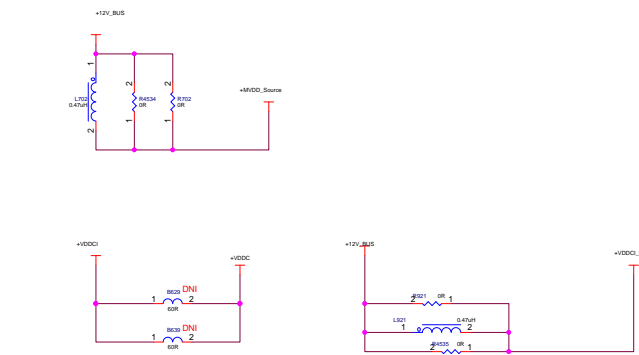 +12V_BUS
1
2
2
L702
0.47uH
R4534
0R
R702
0R
+MVDD_Source
2
1
1
+VDDCI
+VDDC
B629
DNI
1
2
60R
B639
DNI
1
2
60R
+12V_BUS
+VDDCI_
R921
0R
2
1
L921
0.47uH
1
2
R4535
0R
2
1